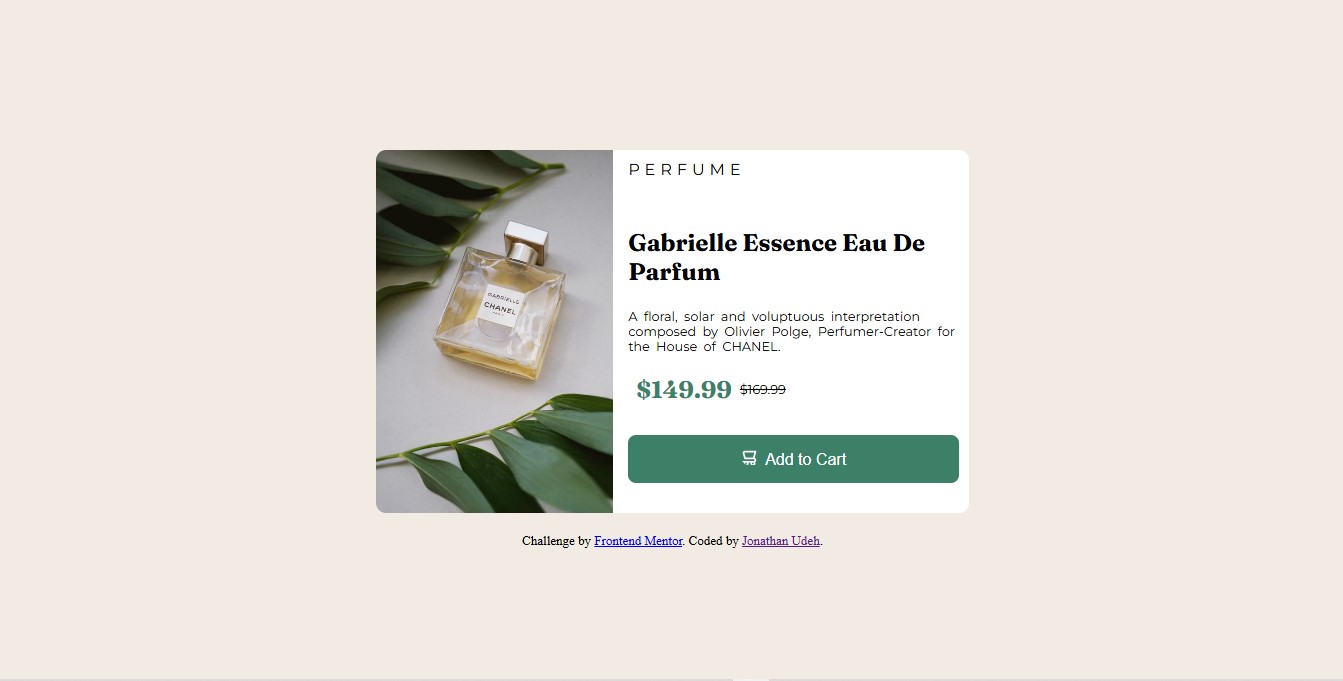 PERFUME
GABRIELLE
CHANEL
PARIS
Gabrielle Essence Eau De
Parfum
A floral, solar and voluptuous interpretation
composed by Olivier Polge, Perfumer-Creator for
the House of CHANEL.
$149.99 $169.99
Add to Cart
Challenge by Frontend Mentor. Coded by Jonathan Udeh.